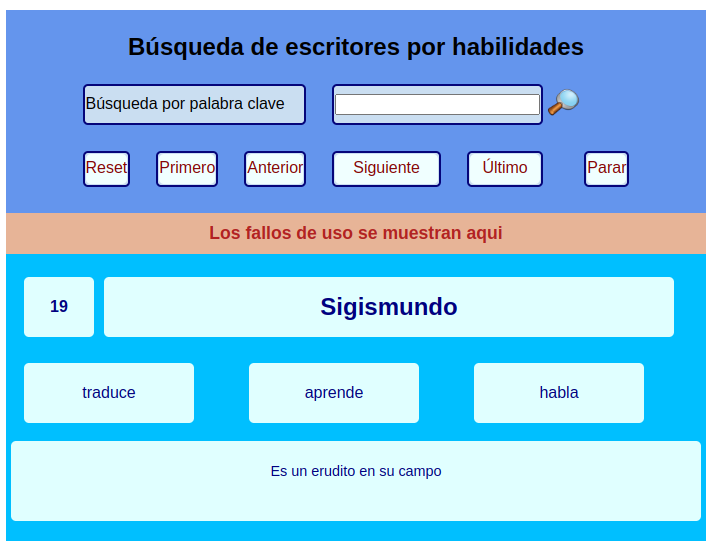 Búsqueda de escritores por habilidades
Búsqueda por palabra clave
Reset Primero Anterior Siguiente Último Parar
Los fallos de uso se muestran aqui
19 Sigismundo
traduce aprende habla
Es un erudito en su campo